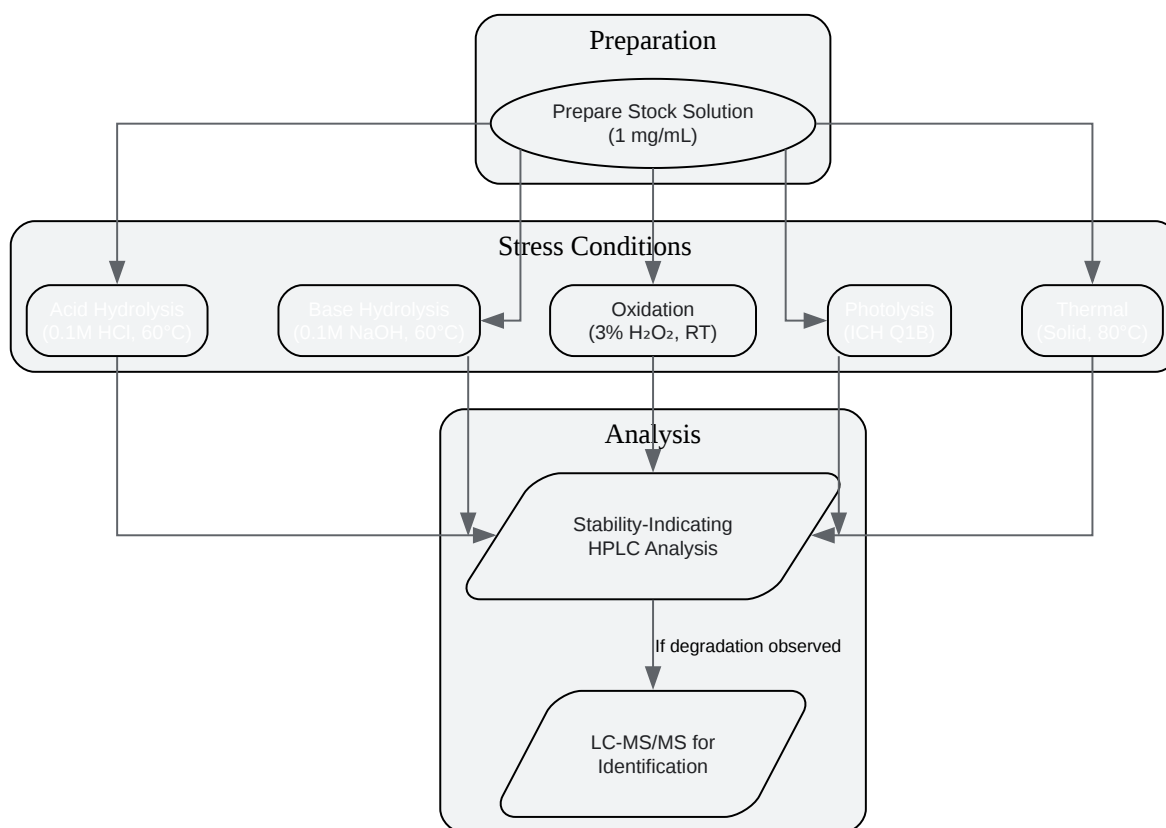 Preparation
Prepare Stock Solution
(1 mg/mL)
Stress Conditions
Acid Hydrolysis
(0.1M HCl, 60°C)
Base Hydrolysis
(0.1M NaOH, 60°C)
Oxidation
(3% H₂O₂, RT)
Photolysis
(ICH Q1B)
Thermal
(Solid, 80°C)
Analysis
Stability-Indicating
HPLC Analysis
If degradation observed
LC-MS/MS for
Identification